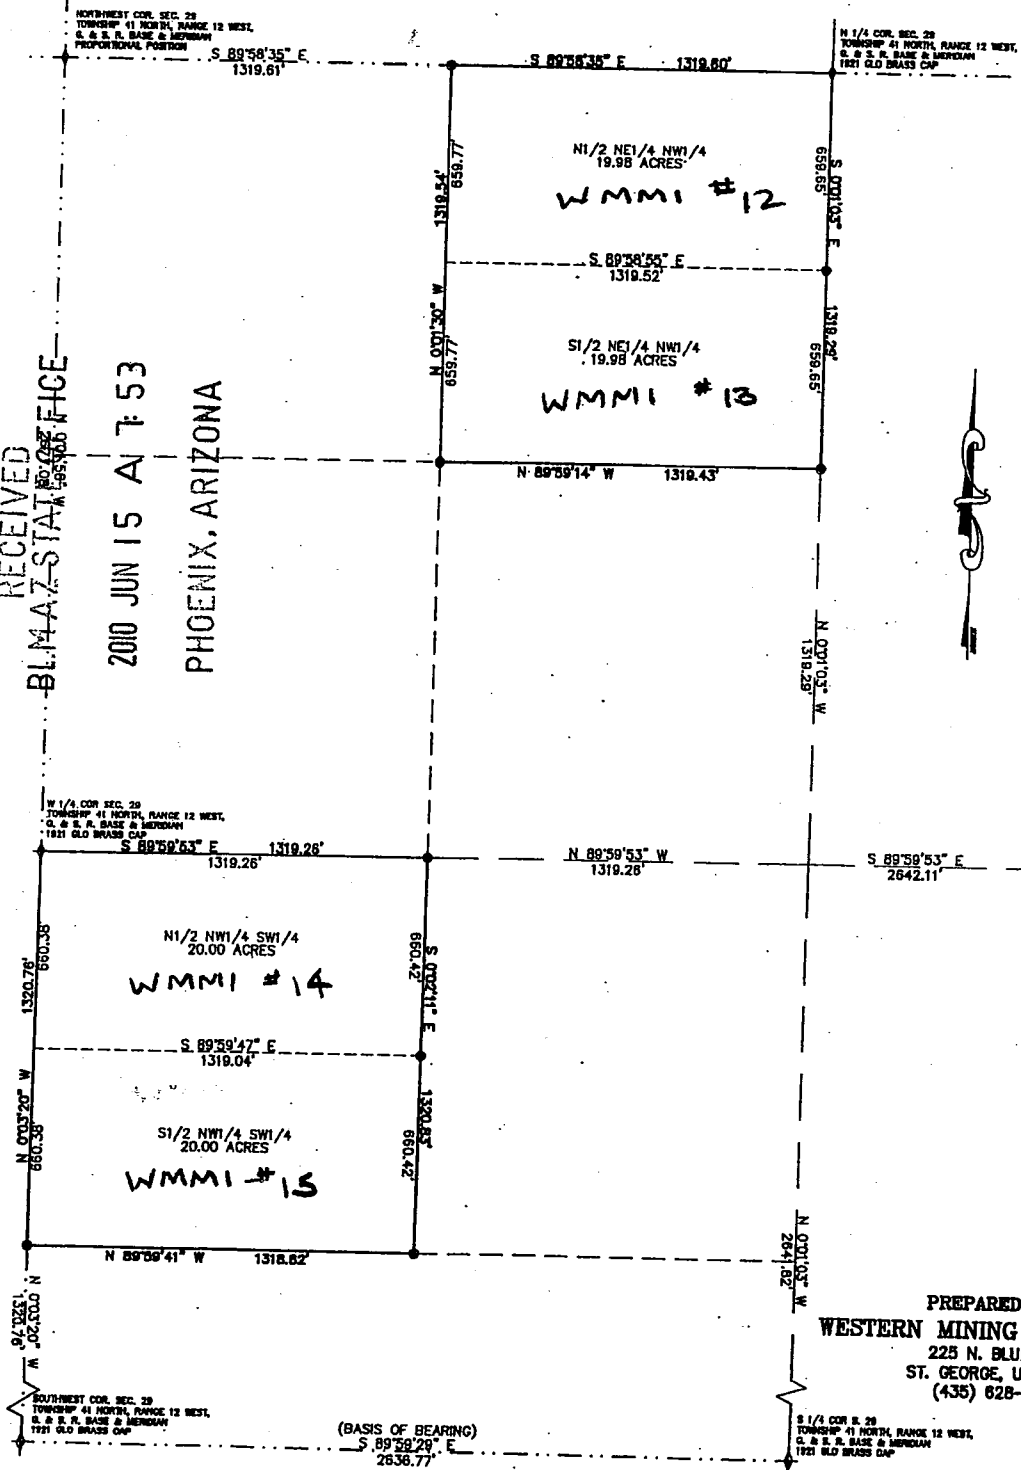 NORTHWEST COR. SEC. 29
TOWNSHIP 41 NORTH, RANGE 12 WEST,
G. & S. R. BASE & MERIDIAN
PROPORTIONAL POSITION
N 1/4 COR. SEC. 29
TOWNSHIP 41 NORTH, RANGE 12 WEST,
G. & S. R. BASE & MERIDIAN
1921 GLO BRASS CAP
S 89°58'35" E
1319.61'
S 89°58'35" E 1319.60'
N1/2 NE1/4 NW1/4
19.98 ACRES
WMMI #12
1319.54'
659.77'
659.65'
S 0°01'03" E
S 89°58'55" E
1319.52'
N 0°01'30" W
659.77'
S1/2 NE1/4 NW1/4
19.98 ACRES
WMMI #13
1319.29'
659.65'
N 89°59'14" W 1319.43'
RECEIVED
BLM AZ STATE OFFICE
2010 JUN 15 A 7:53
PHOENIX, ARIZONA
N 0°01'03" W
1319.29'
W 1/4 COR SEC. 29
TOWNSHIP 41 NORTH, RANGE 12 WEST,
G. & S. R. BASE & MERIDIAN
1921 GLO BRASS CAP
S 89°59'53" E 1319.26'
1319.26'
N 89°59'53" W
1319.26'
S 89°59'53" E
2642.11'
1320.76'
660.38'
N1/2 NW1/4 SW1/4
20.00 ACRES
WMMI #14
660.42'
S 0°02'11" E
S 89°59'47" E
1319.04'
N 0°03'20" W
660.38'
S1/2 NW1/4 SW1/4
20.00 ACRES
WMMI #15
1320.83'
660.42'
N 89°59'41" W 1318.82'
N 0°03'20" W
1320.76'
N 0°01'03" W
2641.82'
PREPARED
WESTERN MINING
225 N. BLU
ST. GEORGE, U
(435) 628-
SOUTHWEST COR. SEC. 29
TOWNSHIP 41 NORTH, RANGE 12 WEST,
G. & S. R. BASE & MERIDIAN
1921 GLO BRASS CAP
(BASIS OF BEARING)
S 89°59'29" E
2638.77'
S 1/4 COR S. 29
TOWNSHIP 41 NORTH, RANGE 12 WEST,
G. & S. R. BASE & MERIDIAN
1921 GLO BRASS CAP